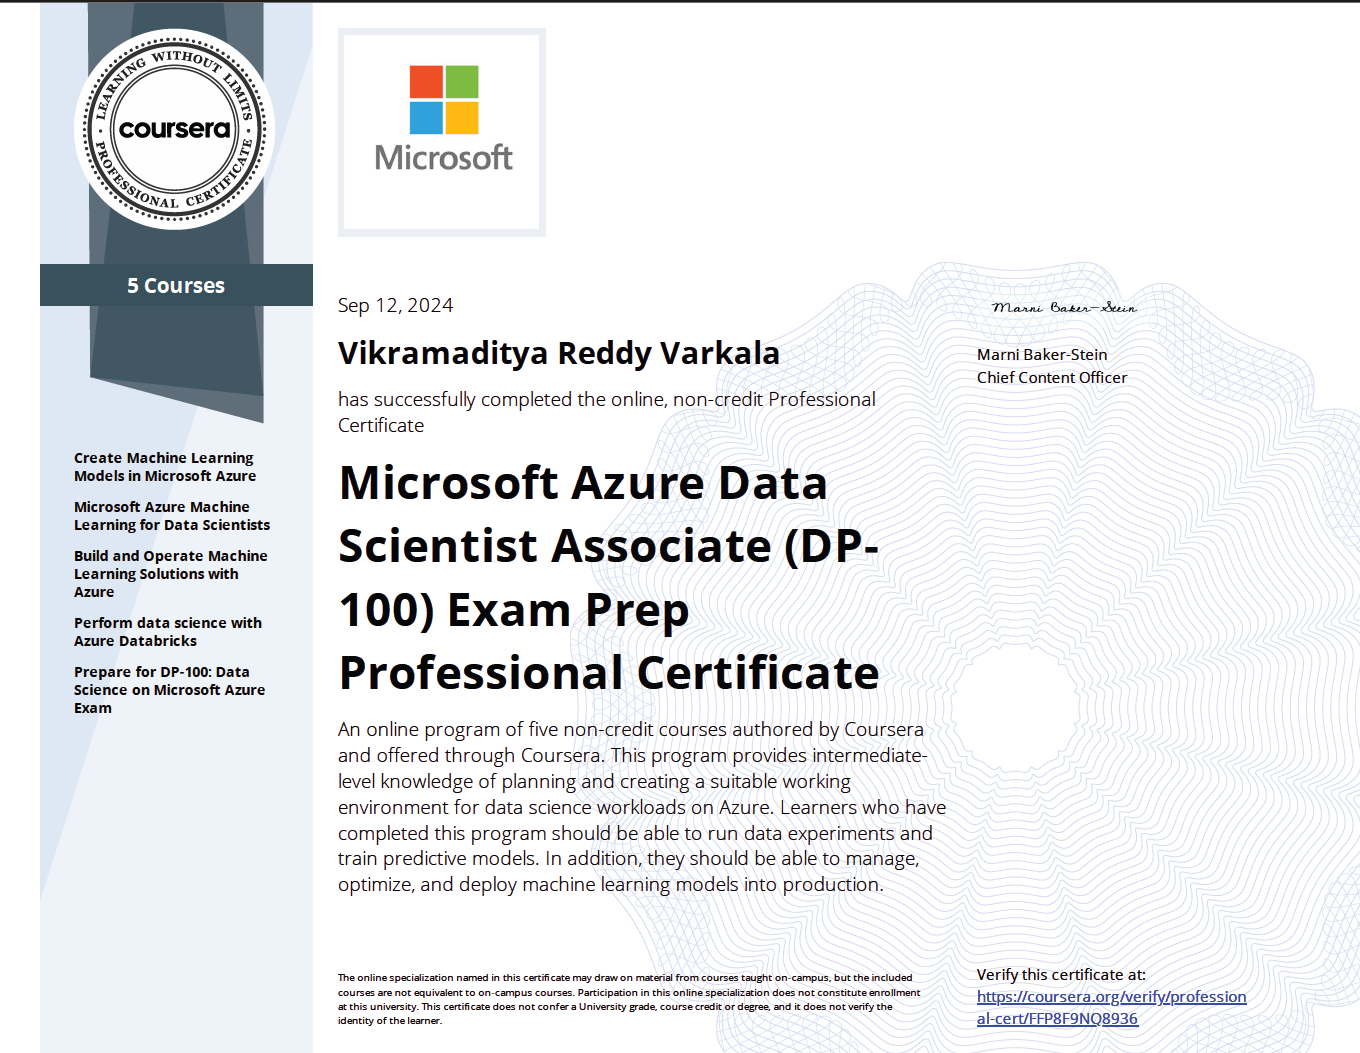 LEARNING WITHOUT LIMITS
coursera
PROFESSIONAL CERTIFICATE
5 Courses
Create Machine Learning
Models in Microsoft Azure
Microsoft Azure Machine
Learning for Data Scientists
Build and Operate Machine
Learning Solutions with
Azure
Perform data science with
Azure Databricks
Prepare for DP-100: Data
Science on Microsoft Azure
Exam
Microsoft
Sep 12, 2024
Vikramaditya Reddy Varkala
has successfully completed the online, non-credit Professional
Certificate
Microsoft Azure Data
Scientist Associate (DP-
100) Exam Prep
Professional Certificate
An online program of five non-credit courses authored by Coursera
and offered through Coursera. This program provides intermediate-
level knowledge of planning and creating a suitable working
environment for data science workloads on Azure. Learners who have
completed this program should be able to run data experiments and
train predictive models. In addition, they should be able to manage,
optimize, and deploy machine learning models into production.
The online specialization named in this certificate may draw on material from courses taught on-campus, but the included
courses are not equivalent to on-campus courses. Participation in this online specialization does not constitute enrollment
at this university. This certificate does not confer a University grade, course credit or degree, and it does not verify the
identity of the learner.
Marni Baker-Stein
Marni Baker-Stein
Chief Content Officer
Verify this certificate at:
https://coursera.org/verify/profession
al-cert/FFP8F9NQ8936